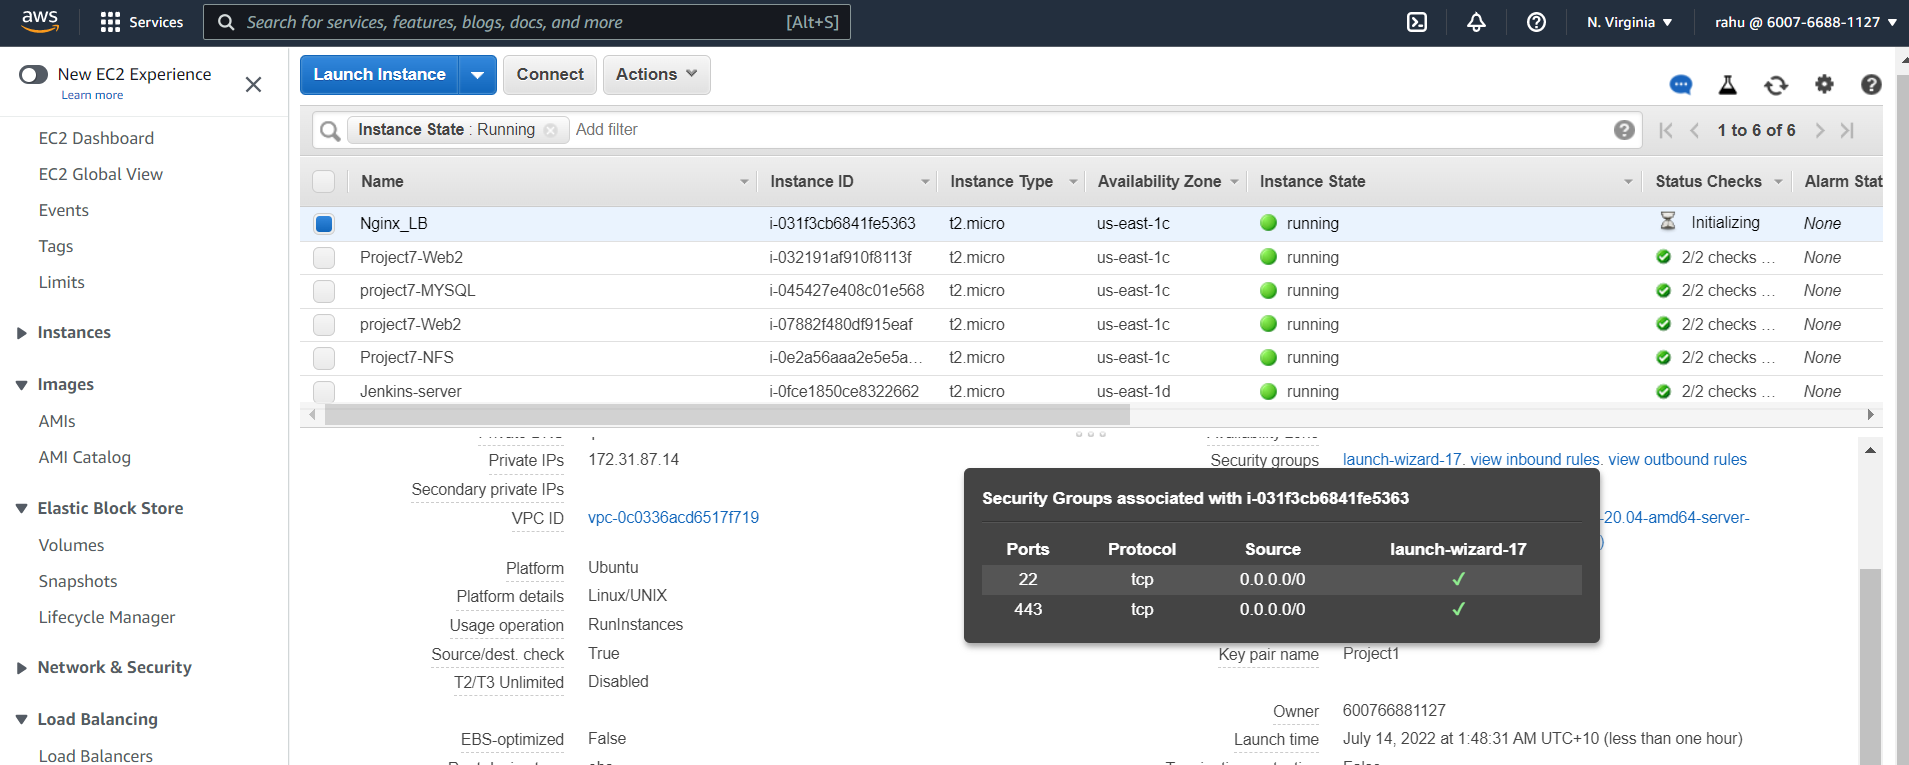 aws Services Search for services, features, blogs, docs, and more [Alt+S] N. Virginia rahu @ 6007-6688-1127
New EC2 Experience
Learn more
EC2 Dashboard
EC2 Global View
Events
Tags
Limits
Instances
Images
AMIs
AMI Catalog
Elastic Block Store
Volumes
Snapshots
Lifecycle Manager
Network & Security
Load Balancing
Load Balancers
Launch Instance Connect Actions
Instance State : Running Add filter 1 to 6 of 6
Name Instance ID Instance Type Availability Zone Instance State Status Checks Alarm Stat
Nginx_LB i-031f3cb6841fe5363 t2.micro us-east-1c running Initializing None
Project7-Web2 i-032191af910f8113f t2.micro us-east-1c running 2/2 checks ... None
project7-MYSQL i-045427e408c01e568 t2.micro us-east-1c running 2/2 checks ... None
project7-Web2 i-07882f480df915eaf t2.micro us-east-1c running 2/2 checks ... None
Project7-NFS i-0e2a56aaa2e5e5a... t2.micro us-east-1c running 2/2 checks ... None
Jenkins-server i-0fce1850ce8322662 t2.micro us-east-1d running 2/2 checks ... None
Private IPs 172.31.87.14
Secondary private IPs
VPC ID vpc-0c0336acd6517f719
Platform Ubuntu
Platform details Linux/UNIX
Usage operation RunInstances
Source/dest. check True
T2/T3 Unlimited Disabled
EBS-optimized False
Availability zone
Security groups launch-wizard-17. view inbound rules. view outbound rules
-20.04-amd64-server-
)
Security Groups associated with i-031f3cb6841fe5363
Ports Protocol Source launch-wizard-17
22 tcp 0.0.0.0/0 ✓
443 tcp 0.0.0.0/0 ✓
Key pair name Project1
Owner 600766881127
Launch time July 14, 2022 at 1:48:31 AM UTC+10 (less than one hour)